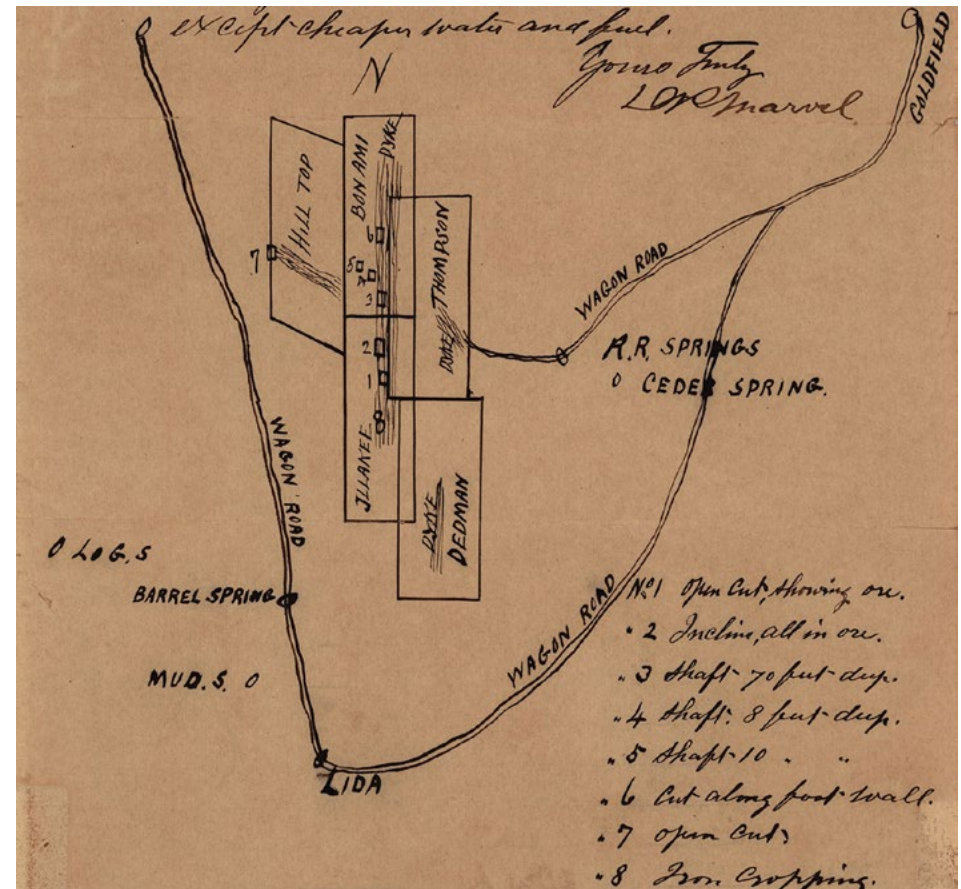 except cheaper water and fuel.
Yours Truly
L W Marvel
GOLDFIELD
N
HILL TOP
BON AMI
DYKE
THOMPSON
DYKE
7
6
5
4
3
2
1
8
WAGON ROAD
R.R. SPRINGS
O CEDER SPRING.
WAGON ROAD
DYKE
DEDMAN
O LOG.S
BARREL SPRING
MUD.S. O
WAGON ROAD
LIDA
No 1 Open Cut, showing ore.
" 2 Incline, all in ore.
" 3 Shaft 70 feet deep.
" 4 Shaft. 8 feet deep.
" 5 Shaft 10 " "
" 6 Cut along foot wall.
" 7 Open Cut.
" 8 Iron Cropping.